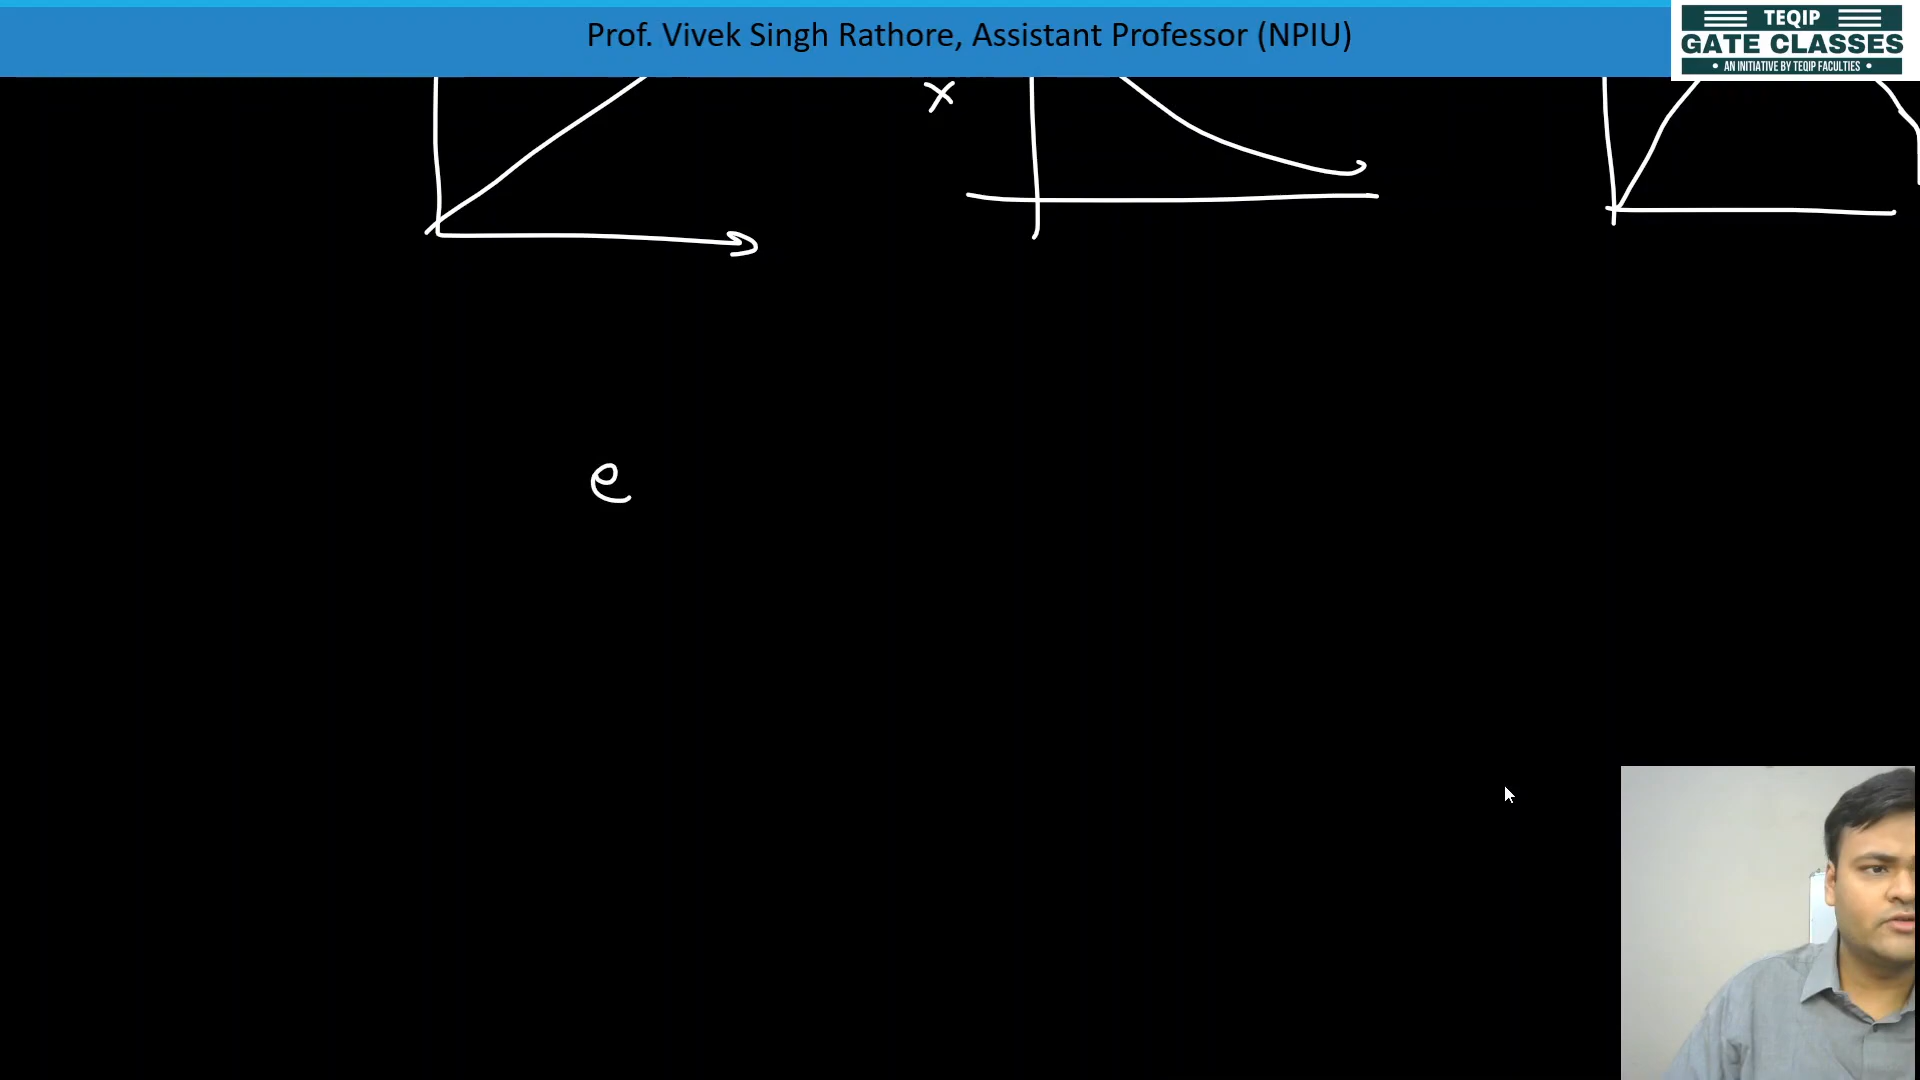 Prof. Vivek Singh Rathore, Assistant Professor (NPIU)
TEQIP
GATE CLASSES
• AN INITIATIVE BY TEQIP FACULTIES •
x
e